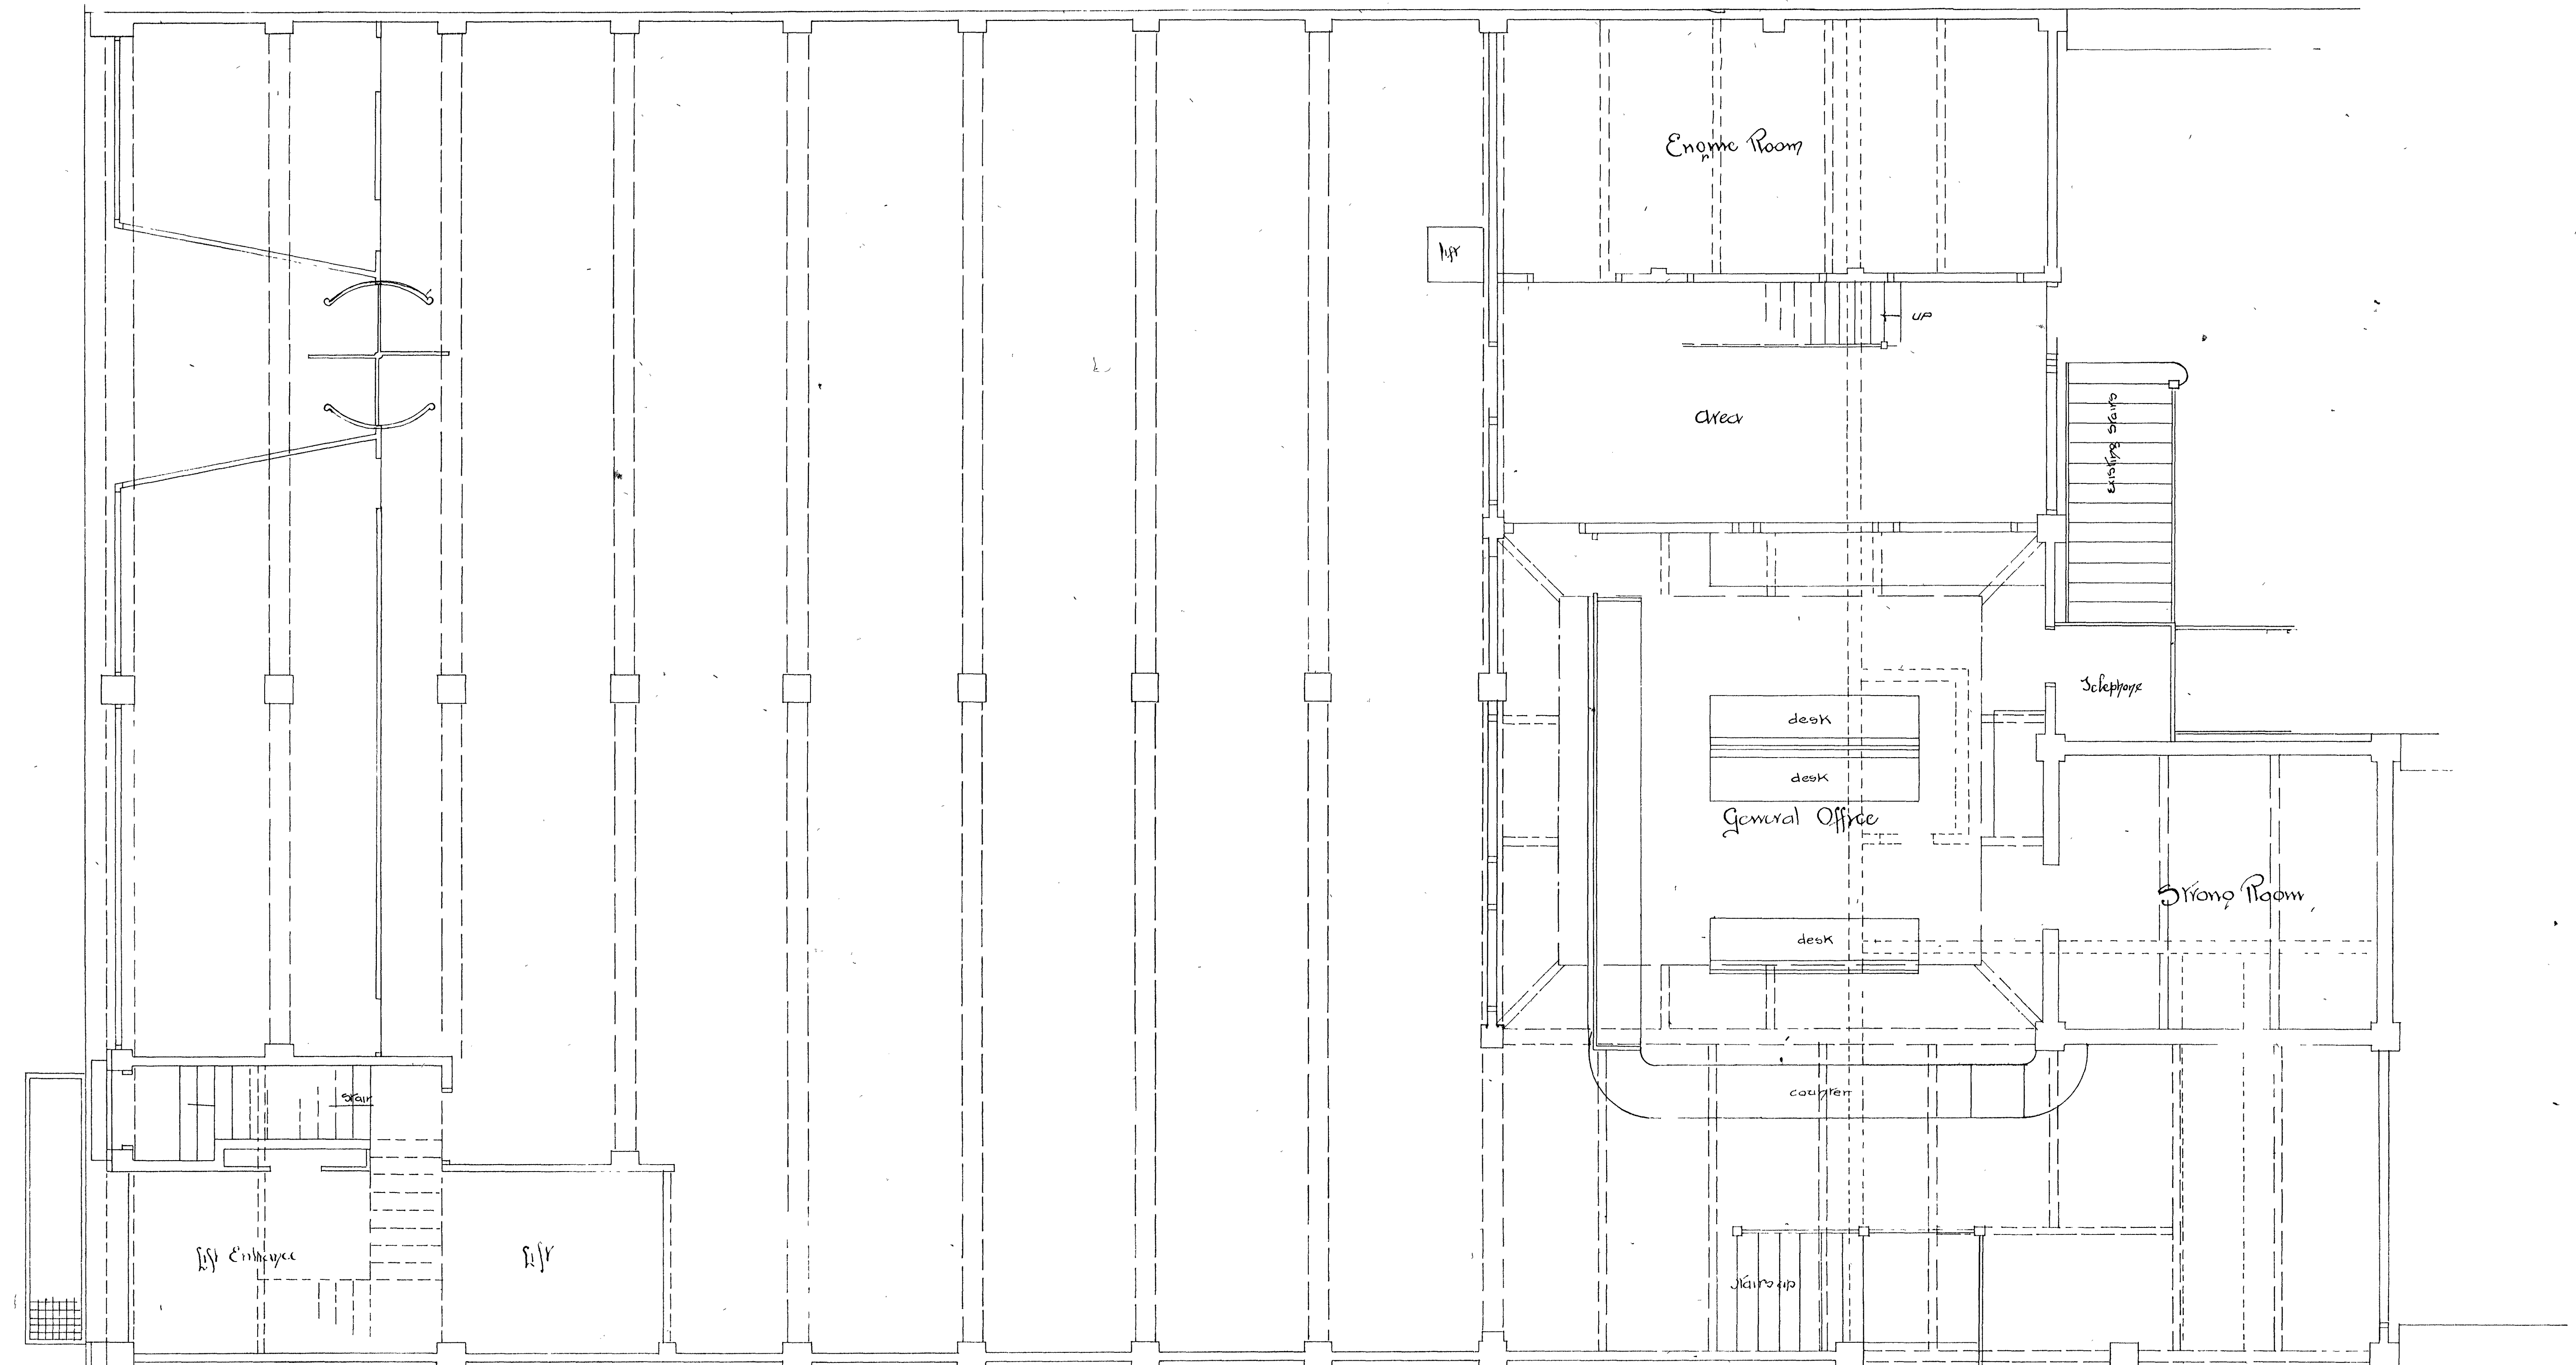 Engine Room
lift
UP
Area
Existing Stairs
Telephone
desk
desk
General Office
Strong Room
desk
counter
stair
Lift Entrance
Lift
stairs up